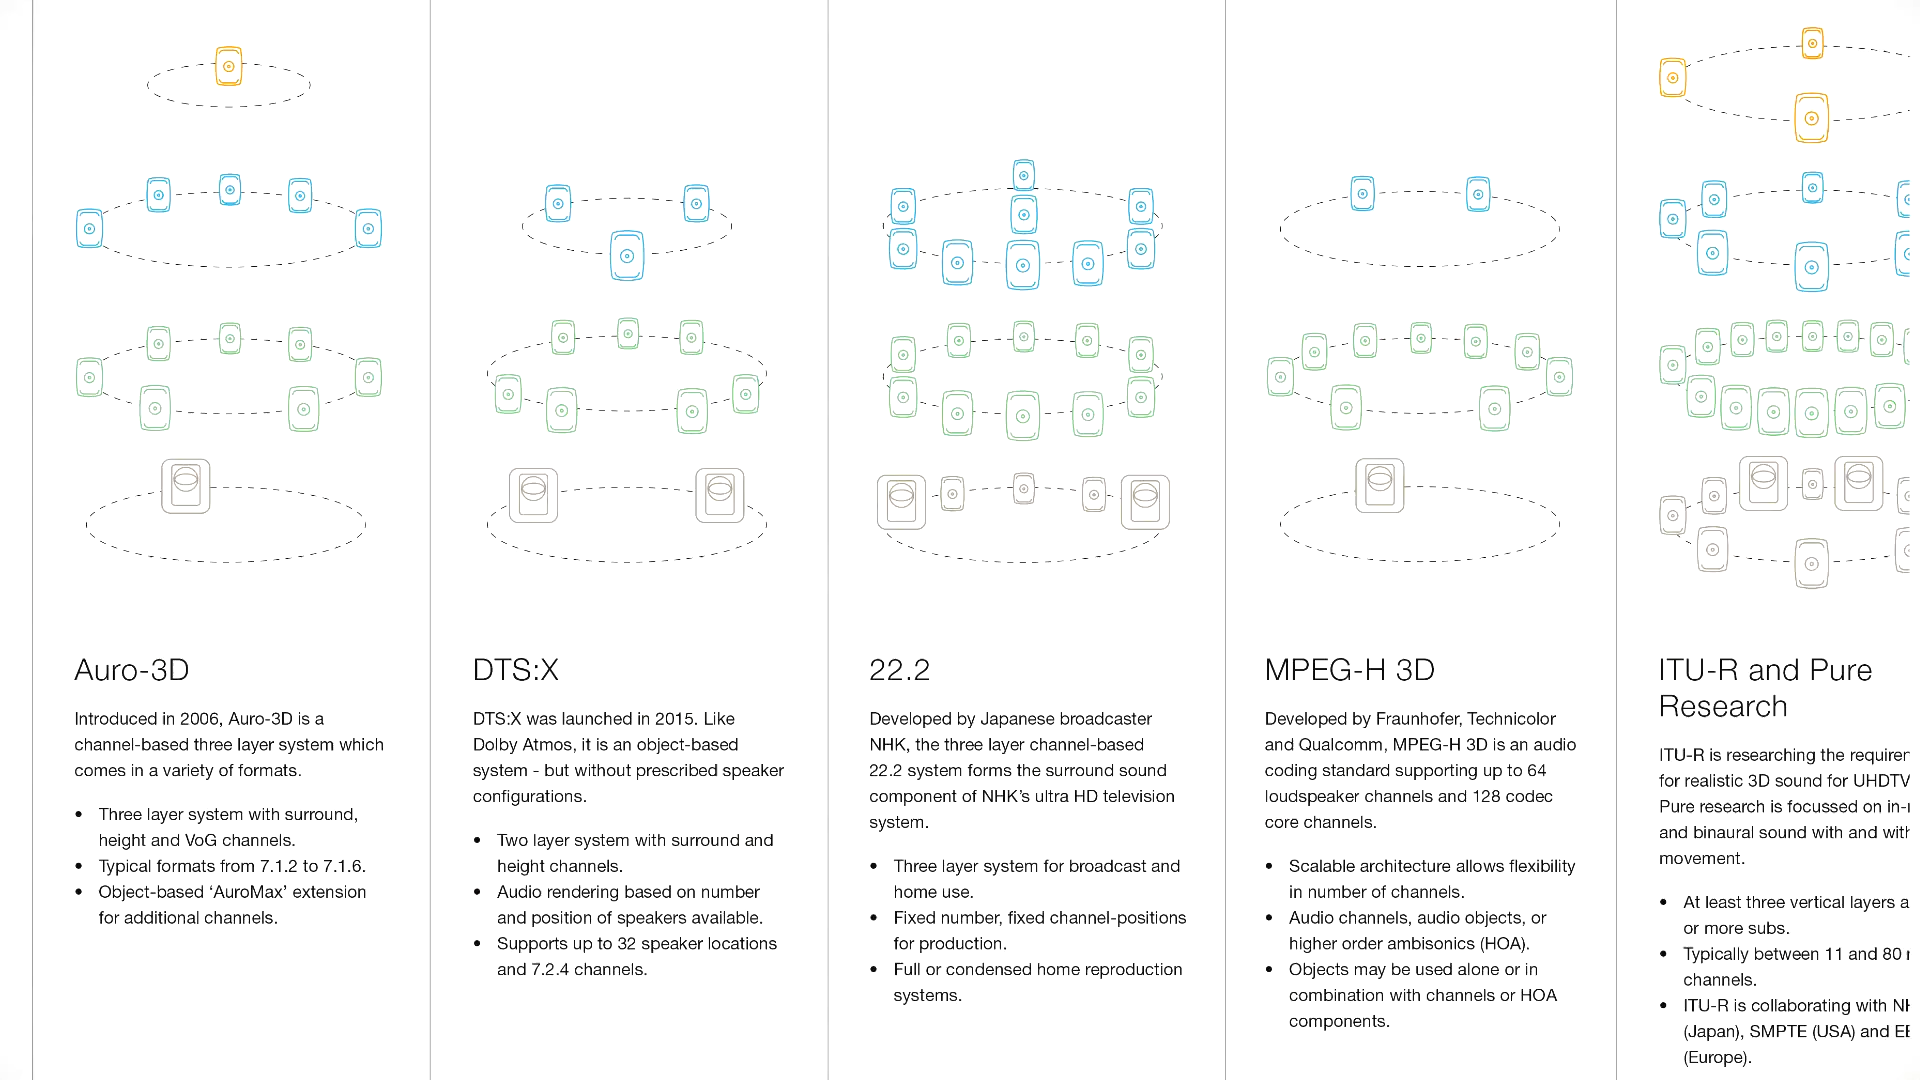 Auro-3D
Introduced in 2006, Auro-3D is a
channel-based three layer system which
comes in a variety of formats.
• Three layer system with surround,
height and VoG channels.
• Typical formats from 7.1.2 to 7.1.6.
• Object-based ‘AuroMax’ extension
for additional channels.
DTS:X
DTS:X was launched in 2015. Like
Dolby Atmos, it is an object-based
system - but without prescribed speaker
configurations.
• Two layer system with surround and
height channels.
• Audio rendering based on number
and position of speakers available.
• Supports up to 32 speaker locations
and 7.2.4 channels.
22.2
Developed by Japanese broadcaster
NHK, the three layer channel-based
22.2 system forms the surround sound
component of NHK’s ultra HD television
system.
• Three layer system for broadcast and
home use.
• Fixed number, fixed channel-positions
for production.
• Full or condensed home reproduction
systems.
MPEG-H 3D
Developed by Fraunhofer, Technicolor
and Qualcomm, MPEG-H 3D is an audio
coding standard supporting up to 64
loudspeaker channels and 128 codec
core channels.
• Scalable architecture allows flexibility
in number of channels.
• Audio channels, audio objects, or
higher order ambisonics (HOA).
• Objects may be used alone or in
combination with channels or HOA
components.
ITU-R and Pure
Research
ITU-R is researching the
for realistic 3D sound for UHDTV
Pure research is focussed on
and binaural sound with and
movement.
• At least three vertical layers
or more subs.
• Typically between 11 and 80
channels.
• ITU-R is collaborating with
(Japan), SMPTE (USA) and
(Europe).